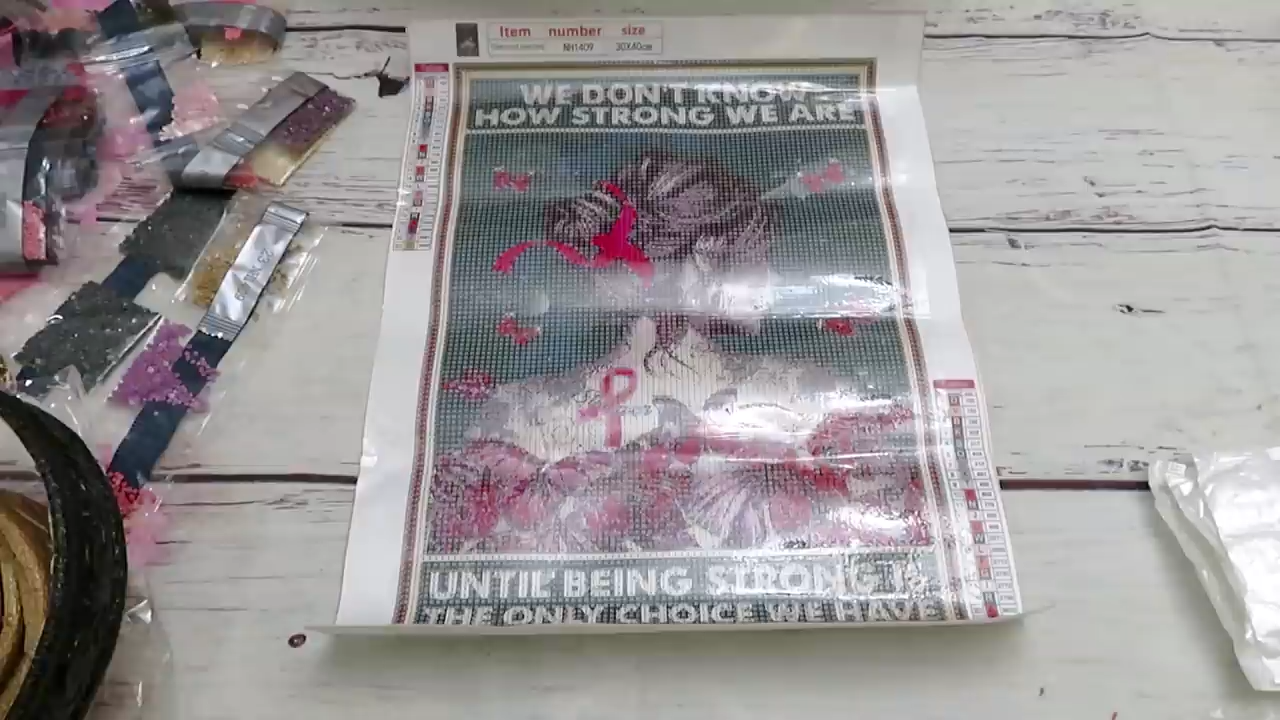 Item number size
NH1409 30X40cm
WE DON'T KNOW
HOW STRONG WE ARE
UNTIL BEING STRONG IS
THE ONLY CHOICE WE HAVE